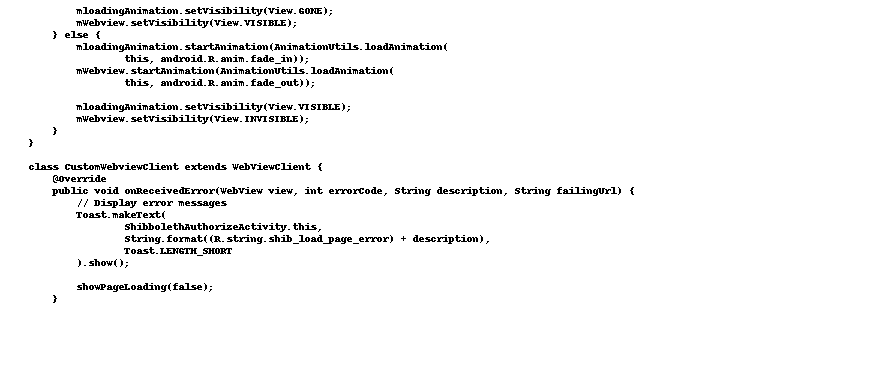 mloadingAnimation.setVisibility(View.GONE);
mWebview.setVisibility(View.VISIBLE);
} else {
mloadingAnimation.startAnimation(AnimationUtils.loadAnimation(
this, android.R.anim.fade_in));
mWebview.startAnimation(AnimationUtils.loadAnimation(
this, android.R.anim.fade_out));
mloadingAnimation.setVisibility(View.VISIBLE);
mWebview.setVisibility(View.INVISIBLE);
}
}
class CustomWebviewClient extends WebViewClient {
@Override
public void onReceivedError(WebView view, int errorCode, String description, String failingUrl) {
// Display error messages
Toast.makeText(
ShibbolethAuthorizeActivity.this,
String.format((R.string.shib_load_page_error) + description),
Toast.LENGTH_SHORT
).show();
showPageLoading(false);
}